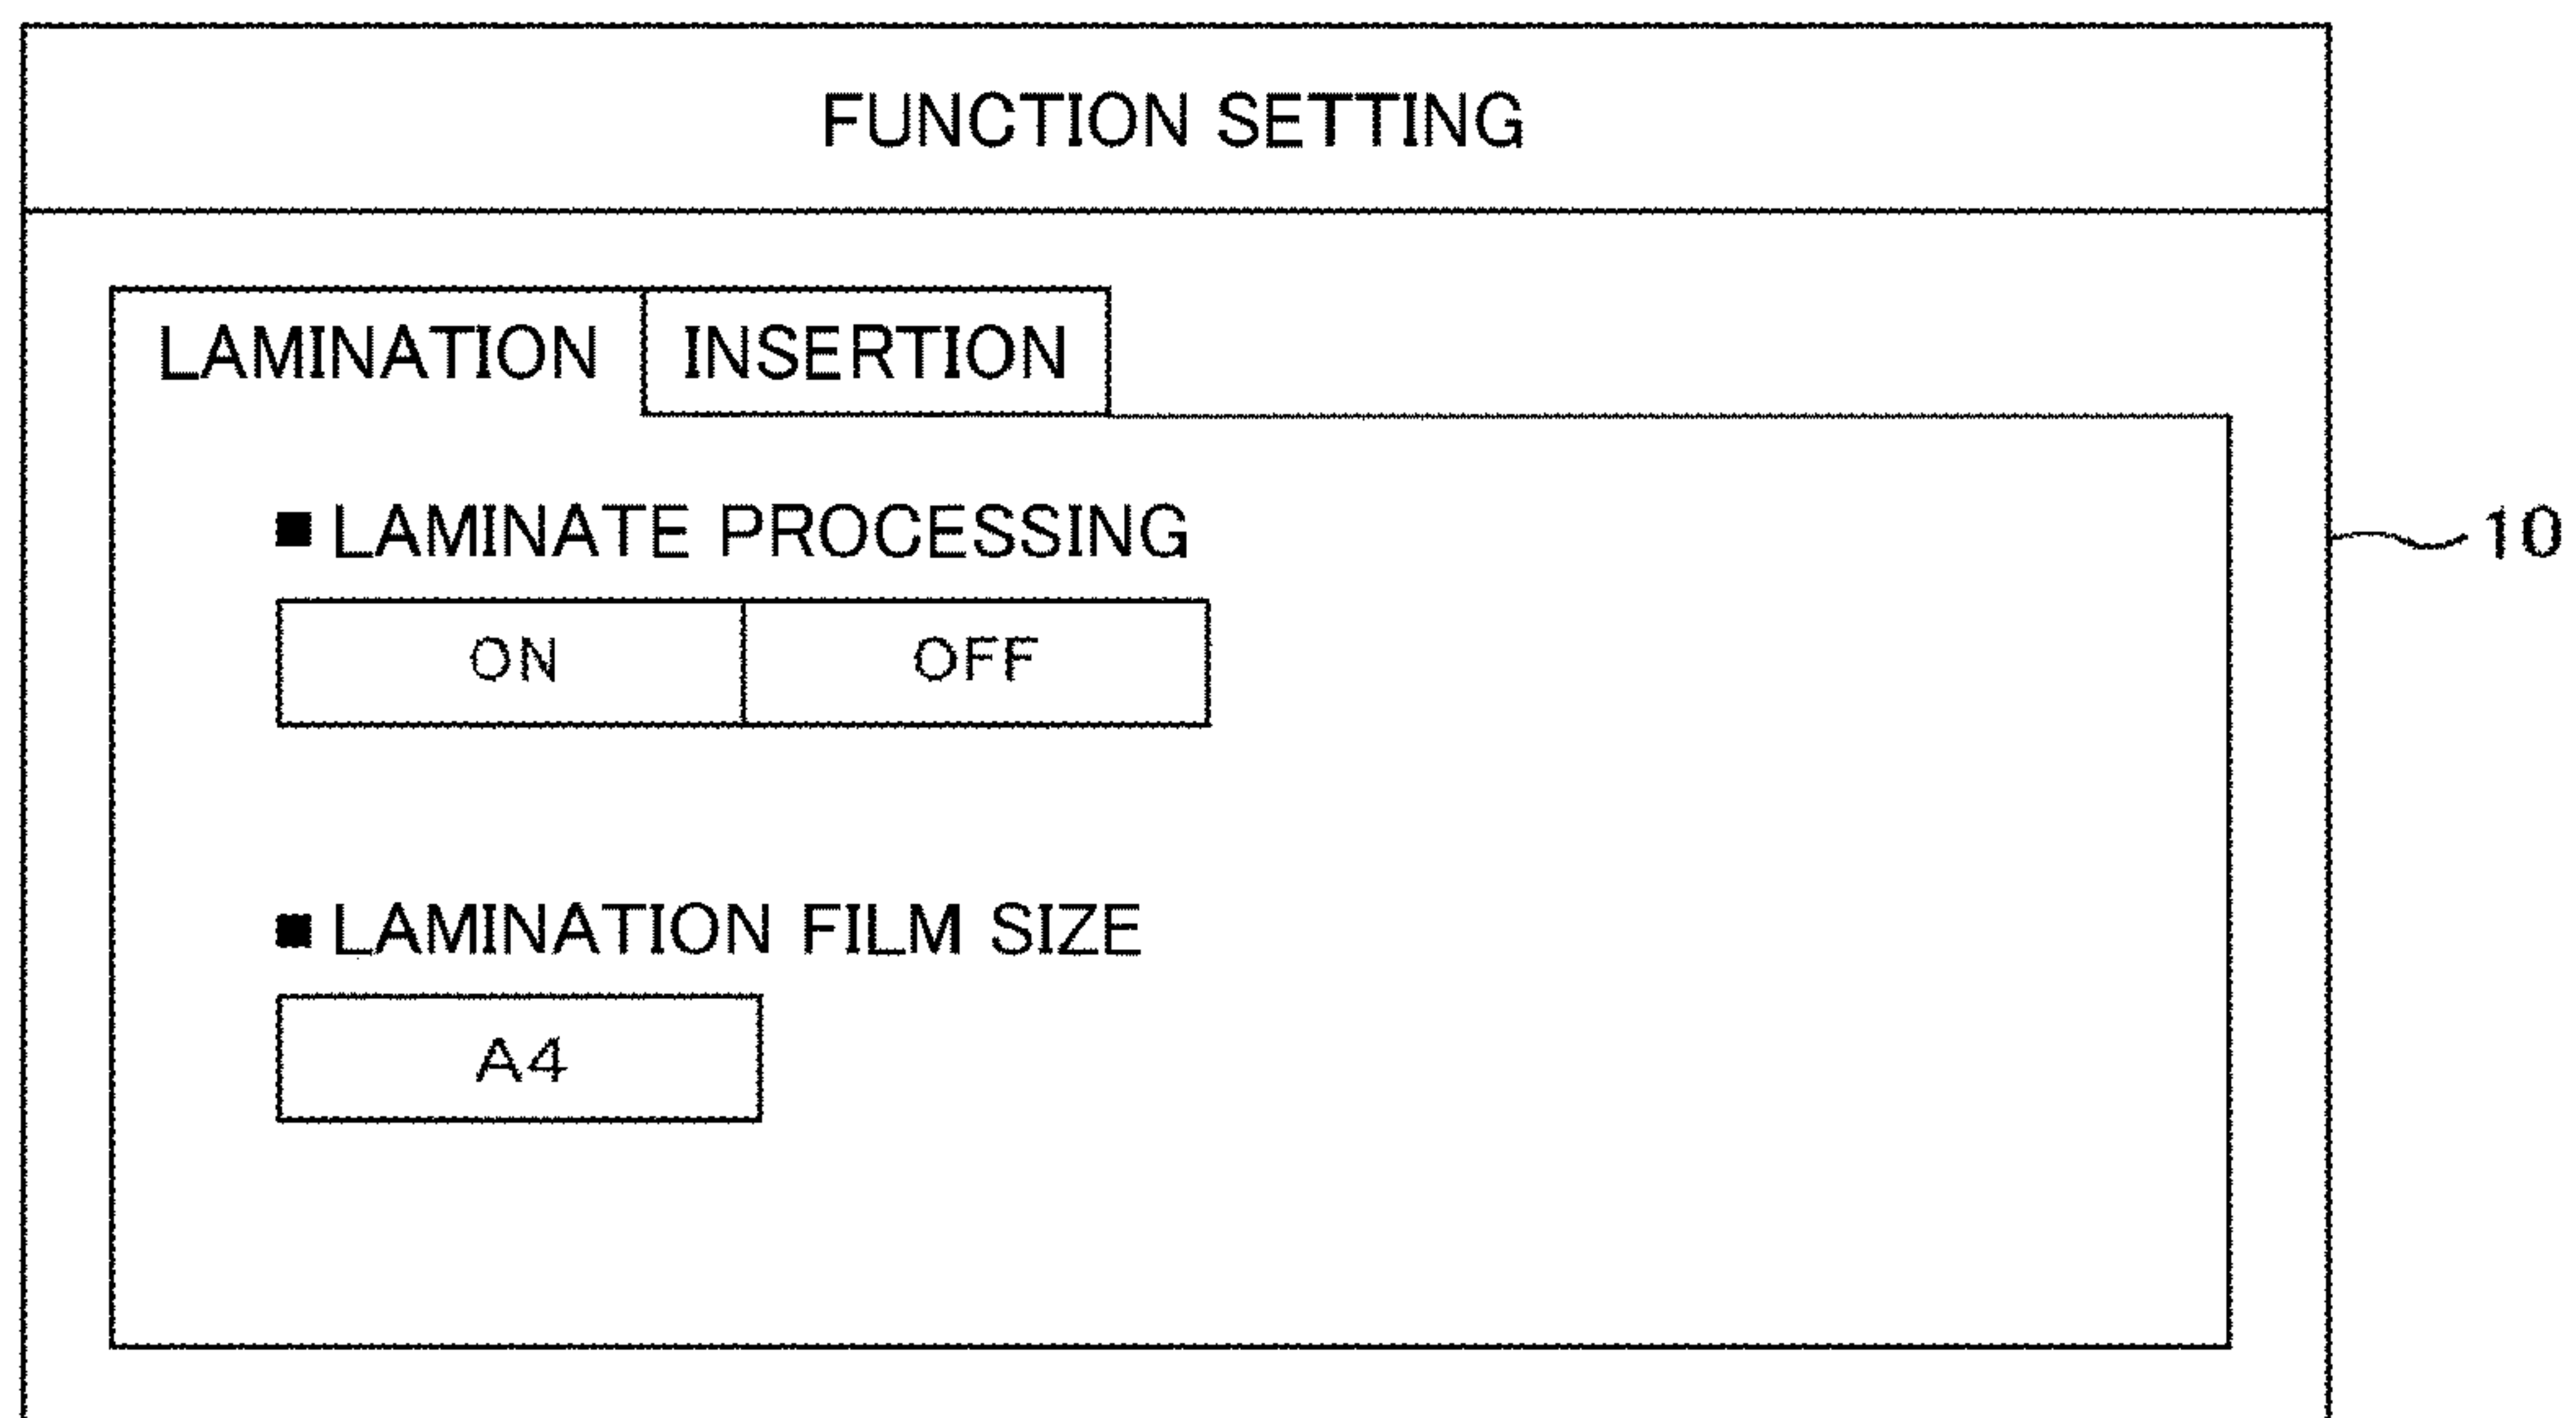 FUNCTION SETTING
LAMINATION INSERTION
■ LAMINATE PROCESSING
10
ON OFF
■ LAMINATION FILM SIZE
A4